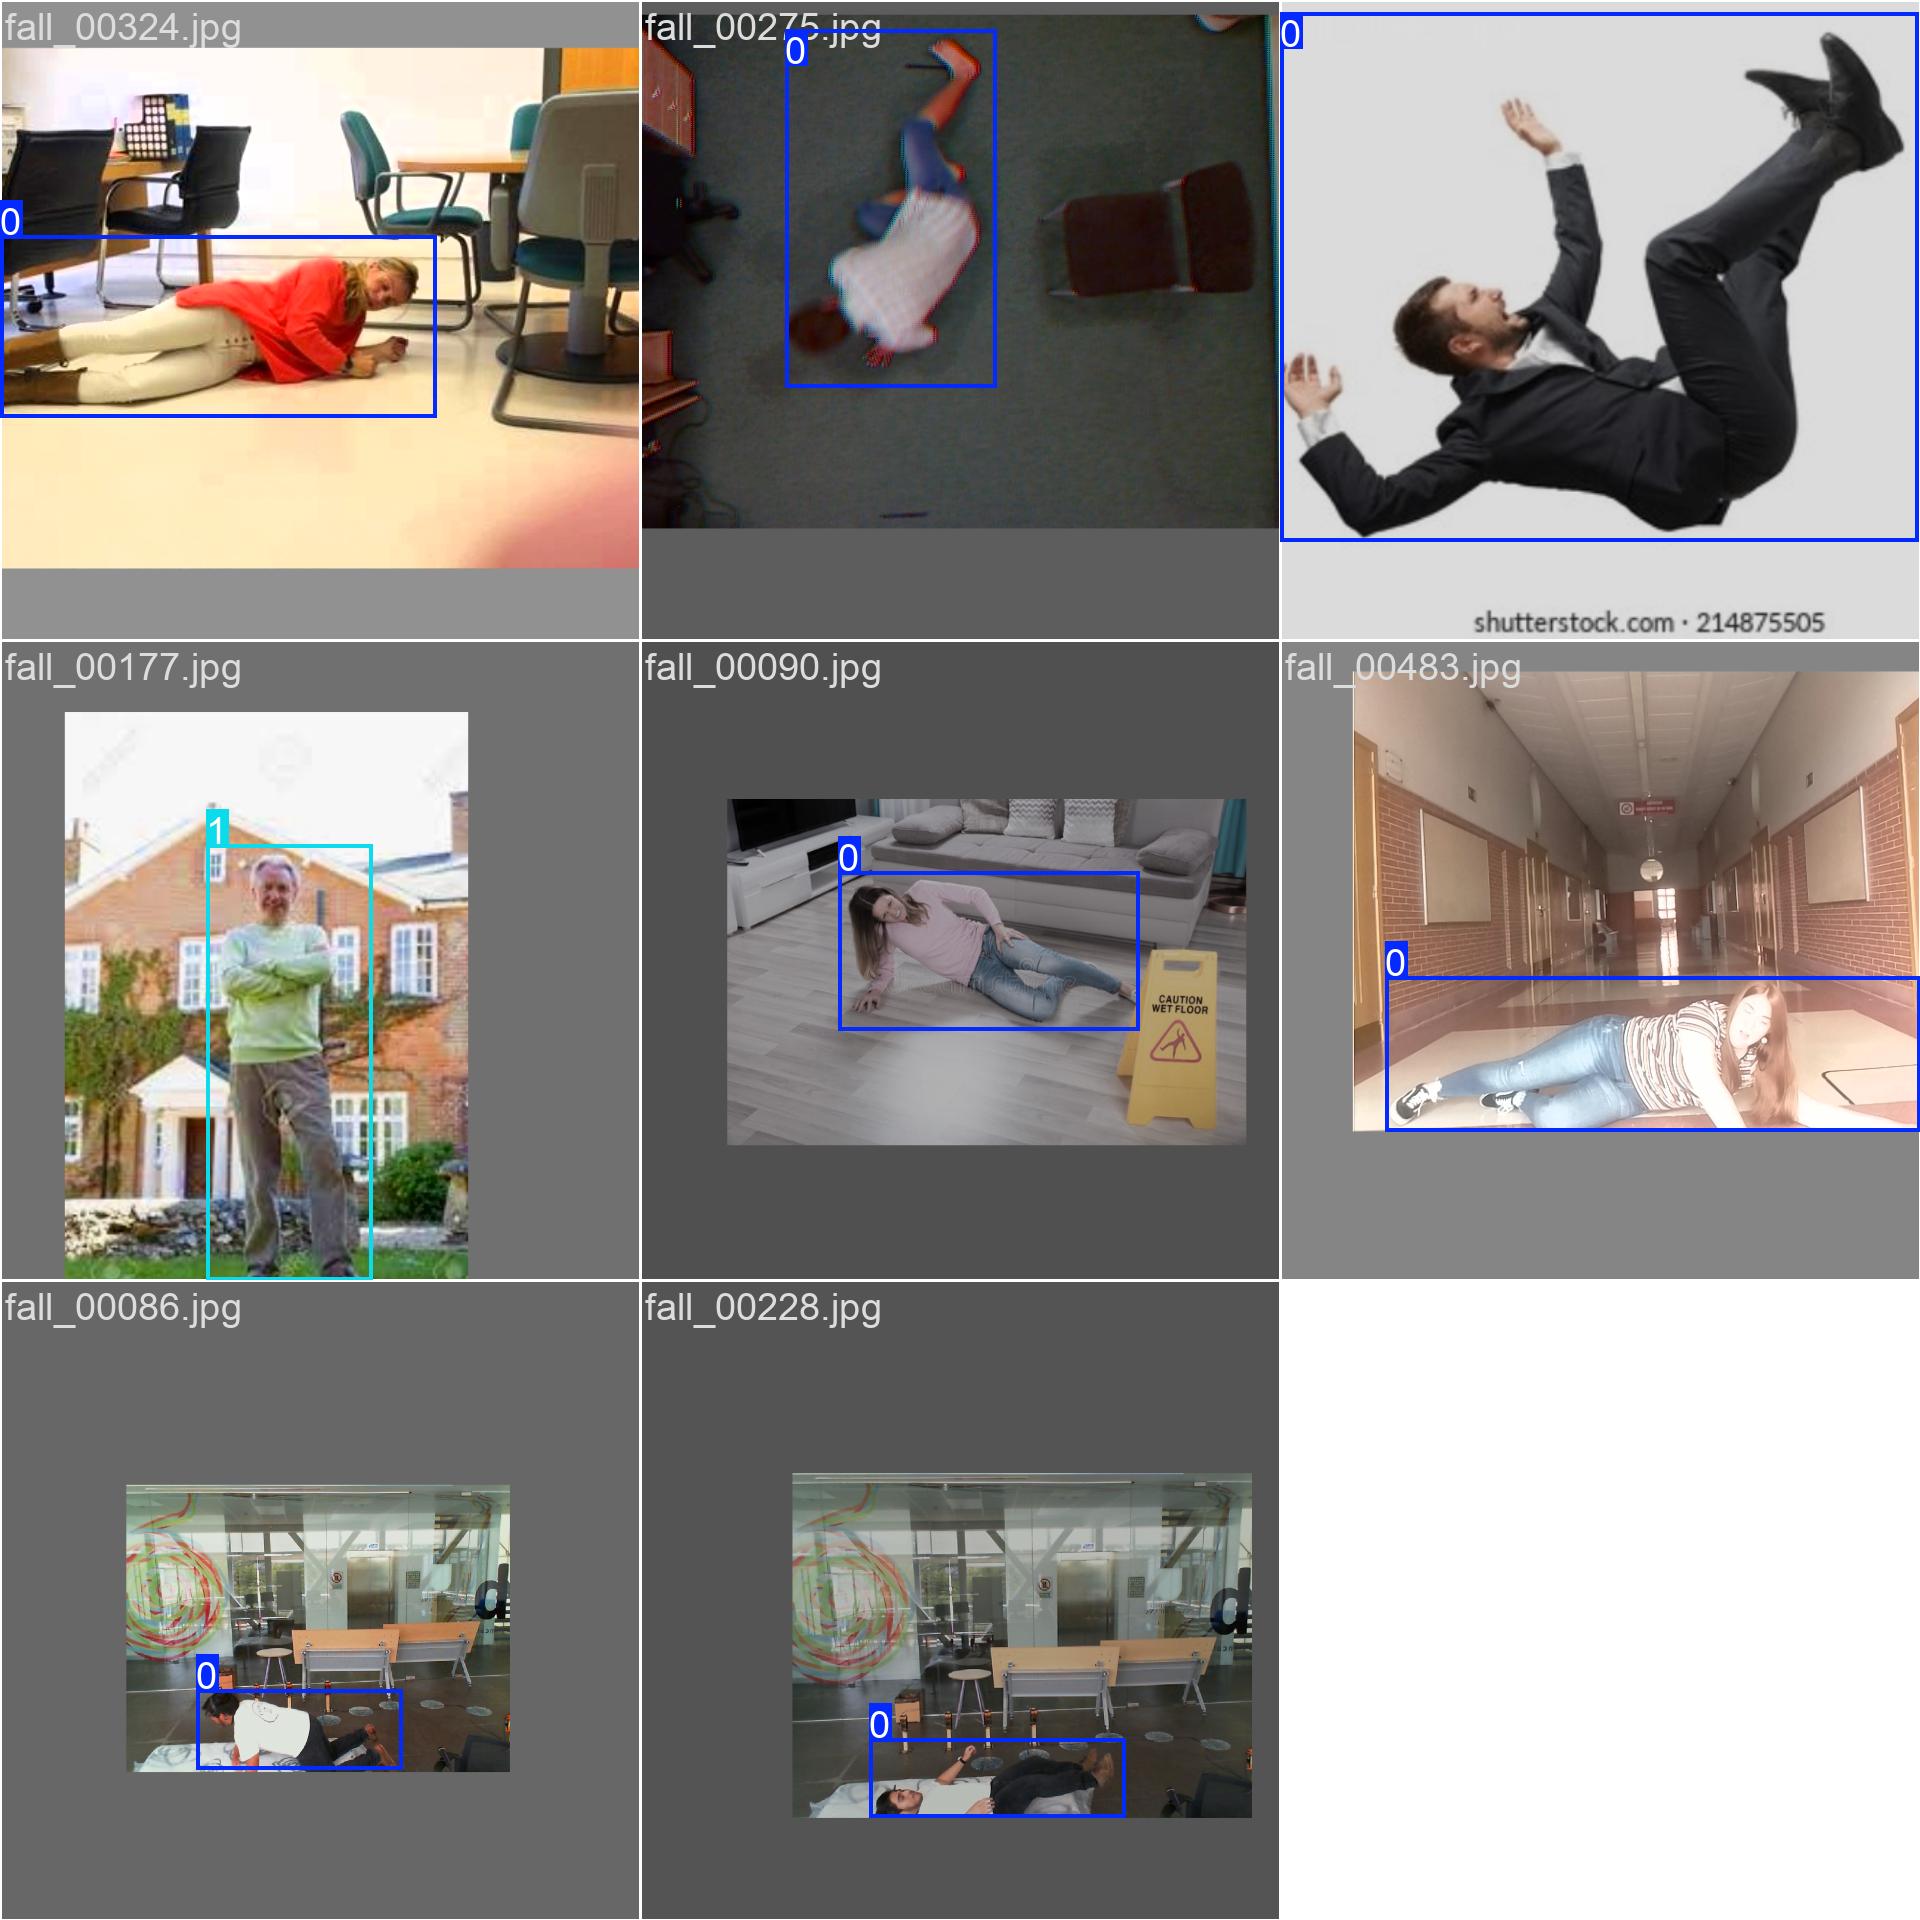 fall_00324.jpg
0
fall_00275.jpg
0
0
shutterstock.com · 214875505
fall_00177.jpg
1
fall_00090.jpg
0
CAUTION
WET FLOOR
fall_00483.jpg
0
fall_00086.jpg
0
d
fall_00228.jpg
0
d